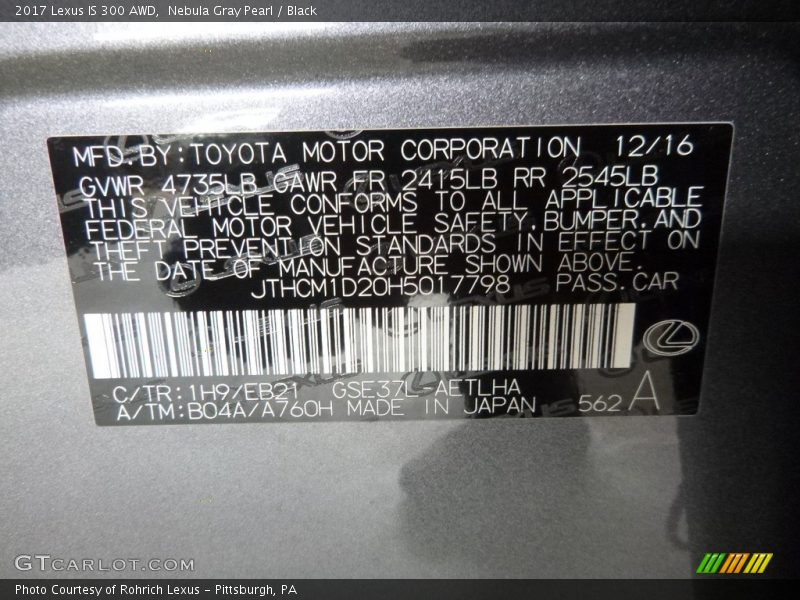 2017 Lexus IS 300 AWD,  Nebula Gray Pearl / Black
MFD.BY:TOYOTA MOTOR CORPORATION 12/16
GVWR 4735LB GAWR FR 2415LB RR 2545LB
THIS VEHICLE CONFORMS TO ALL APPLICABLE
FEDERAL MOTOR VEHICLE SAFETY,BUMPER,AND
THEFT PREVENTION STANDARDS IN EFFECT ON
THE DATE OF MANUFACTURE SHOWN ABOVE.
JTHCM1D20H5017798 PASS.CAR
C/TR:1H9/EB21 GSE37L-AETLHA
A/TM:B04A/A760H MADE IN JAPAN 562 A
GTCARLOT.COM
Photo Courtesy of Rohrich Lexus – Pittsburgh, PA